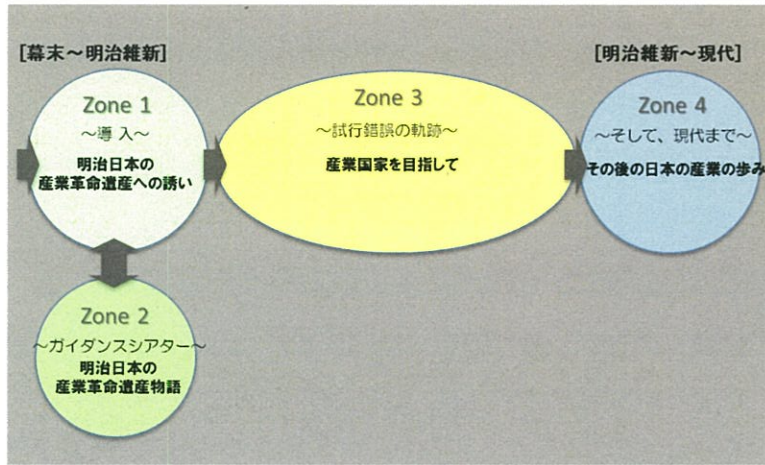 [幕末～明治維新]
Zone 1
～導 入～
明治日本の
産業革命遺産への誘い
Zone 2
～ガイダンスシアター～
明治日本の
産業革命遺産物語
Zone 3
～試行錯誤の軌跡～
産業国家を目指して
[明治維新～現代]
Zone 4
～そして、現代まで～
その後の日本の産業の歩み